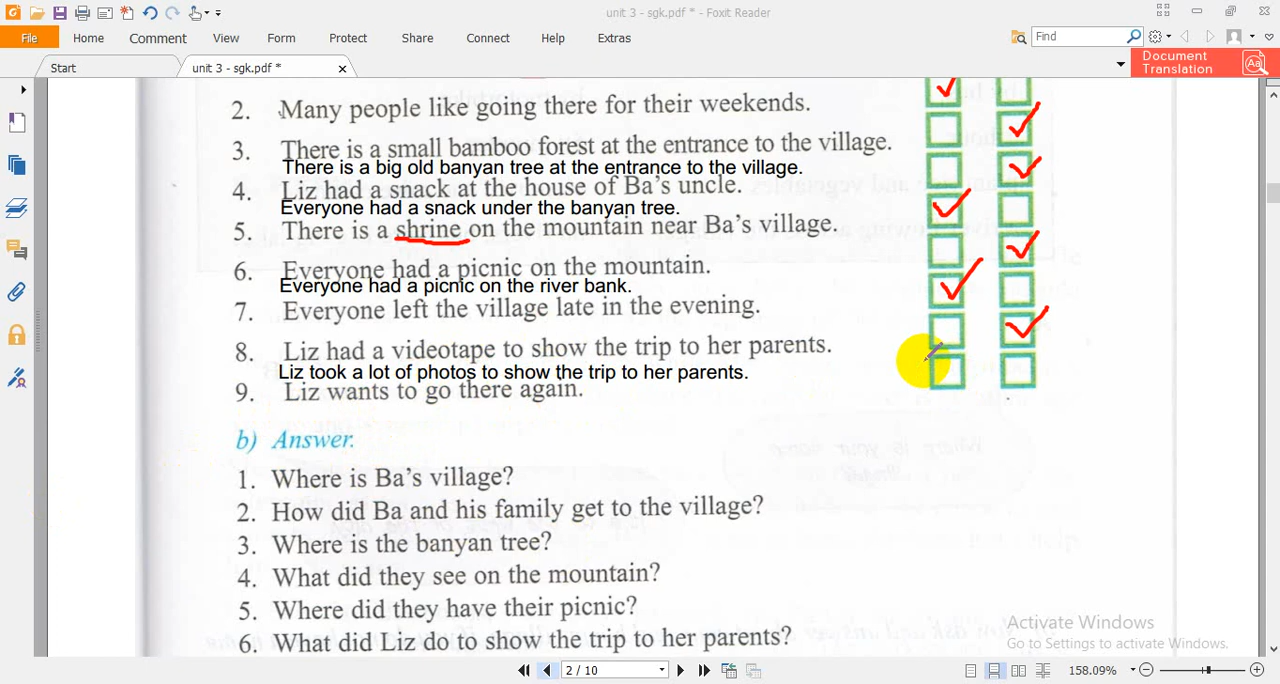 unit 3 - sgk.pdf * - Foxit Reader
File Home Comment View Form Protect Share Connect Help Extras Find
Start unit 3 - sgk.pdf * Document Translation
2. Many people like going there for their weekends.
3. There is a small bamboo forest at the entrance to the village.
There is a big old banyan tree at the entrance to the village.
4. Liz had a snack at the house of Ba's uncle.
Everyone had a snack under the banyan tree.
5. There is a shrine on the mountain near Ba's village.
6. Everyone had a picnic on the mountain.
Everyone had a picnic on the river bank.
7. Everyone left the village late in the evening.
8. Liz had a videotape to show the trip to her parents.
Liz took a lot of photos to show the trip to her parents.
9. Liz wants to go there again.
b) Answer.
1. Where is Ba's village?
2. How did Ba and his family get to the village?
3. Where is the banyan tree?
4. What did they see on the mountain?
5. Where did they have their picnic?
6. What did Liz do to show the trip to her parents?
Activate Windows
Go to Settings to activate Windows.
2 / 10 158.09%